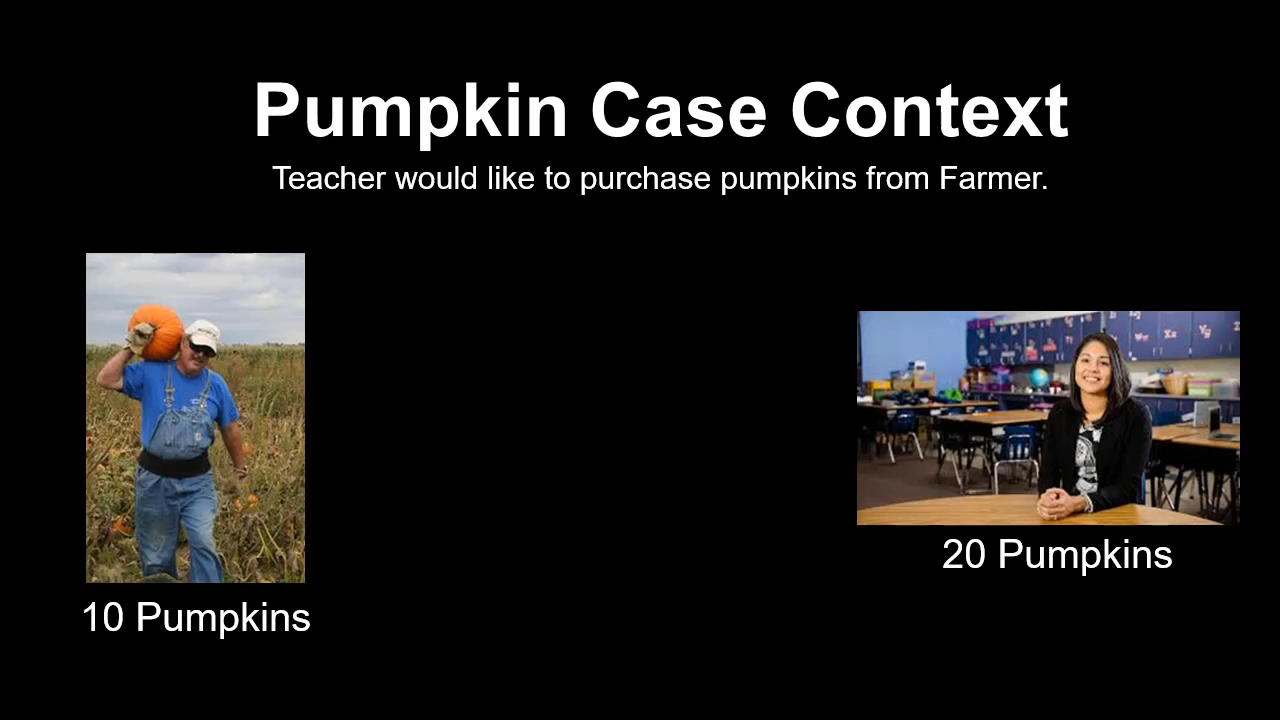 Pumpkin Case Context
Teacher would like to purchase pumpkins from Farmer.
10 Pumpkins
20 Pumpkins